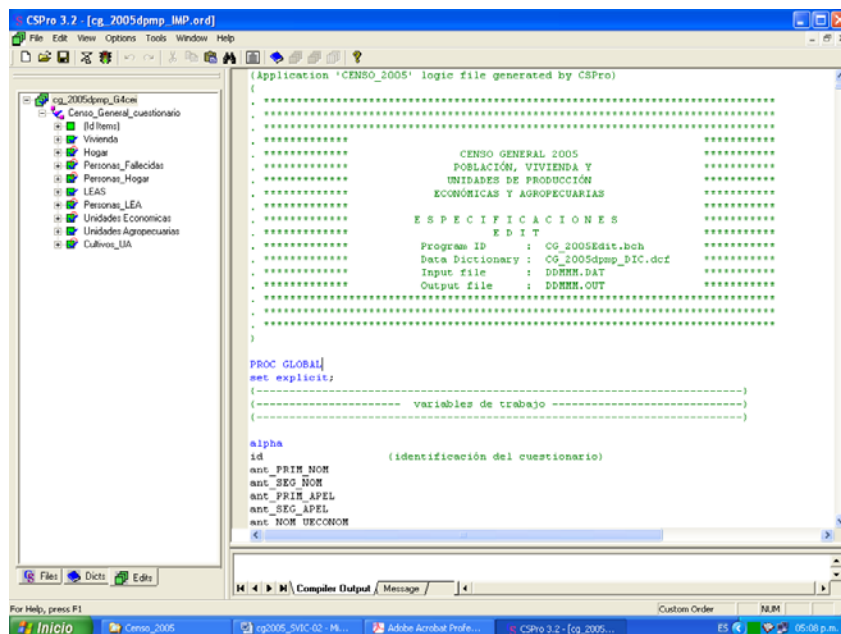 CSPro 3.2 - [cg_2005dpmp_IMP.ord]
File Edit View Options Tools Window Help
cg_2005dpmp_G4cei
Censo_General_cuestionario
(Id Items)
Vivienda
Hogar
Personas_Fallecidas
Personas_Hogar
LEAS
Personas_LEA
Unidades Economicas
Unidades Agropecuarias
Cultivos_UA
Files Dicts Edits
(Application 'CENSO_2005' logic file generated by CSPro)
(
CENSO GENERAL 2005
POBLACIÓN, VIVIENDA Y
UNIDADES DE PRODUCCIÓN
ECONÓMICAS Y AGROPECUARIAS
E S P E C I F I C A C I O N E S
E D I T
Program ID : CG_2005Edit.bch
Data Dictionary : CG_2005dpmp_DIC.dcf
Input file : DDMMM.DAT
Output file : DDMMM.OUT
)
PROC GLOBAL
set explicit;
(---------------------------------------------------------------------)
(--------------------- variables de trabajo ---------------------------)
(---------------------------------------------------------------------)
alpha
id (identificación del cuestionario)
ant_PRIM_NOM
ant_SEG_NOM
ant_PRIM_APEL
ant_SEG_APEL
ant_NOM_UECONOM
Compiler Output Message
For Help, press F1
Custom Order NUM
Inicio Censo_2005 cg2005_SVIC-02 - Mi... Adobe Acrobat Profe... CSPro 3.2 - [cg_2005... ES 05:08 p.m.